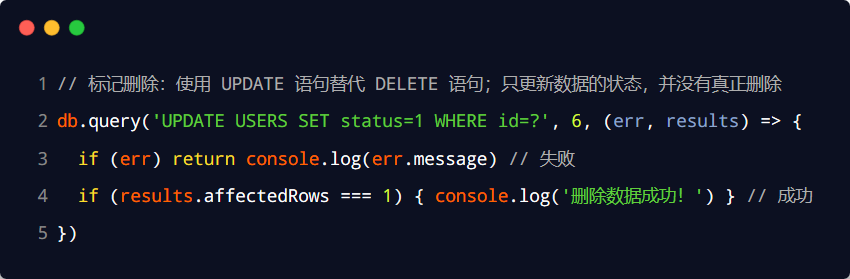 1 // 标记删除：使用 UPDATE 语句替代 DELETE 语句；只更新数据的状态，并没有真正删除
2 db.query('UPDATE USERS SET status=1 WHERE id=?', 6, (err, results) => {
3   if (err) return console.log(err.message) // 失败
4   if (results.affectedRows === 1) { console.log('删除数据成功！') } // 成功
5 })